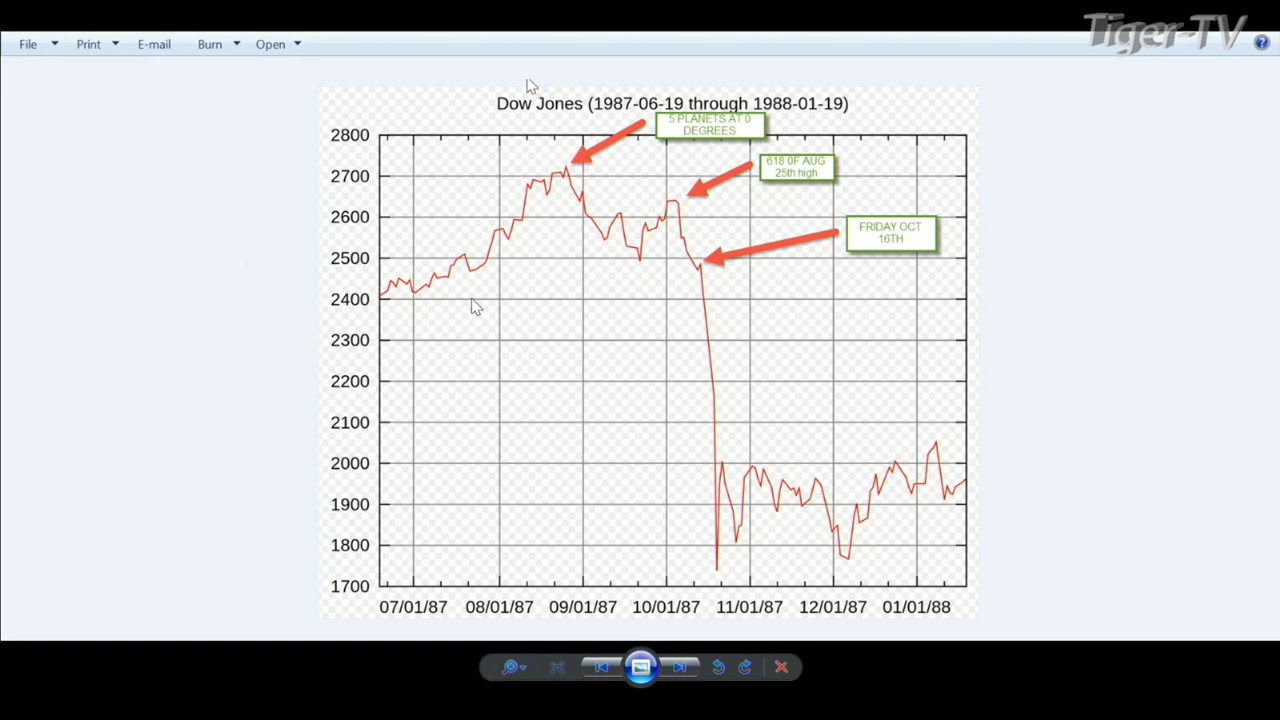 Tiger-TV
File Print E-mail Burn Open
Dow Jones (1987-06-19 through 1988-01-19)
5 PLANETS AT 0
DEGREES
618 0F AUG
25th high
FRIDAY OCT
16TH
2800
2700
2600
2500
2400
2300
2200
2100
2000
1900
1800
1700
07/01/87 08/01/87 09/01/87 10/01/87 11/01/87 12/01/87 01/01/88